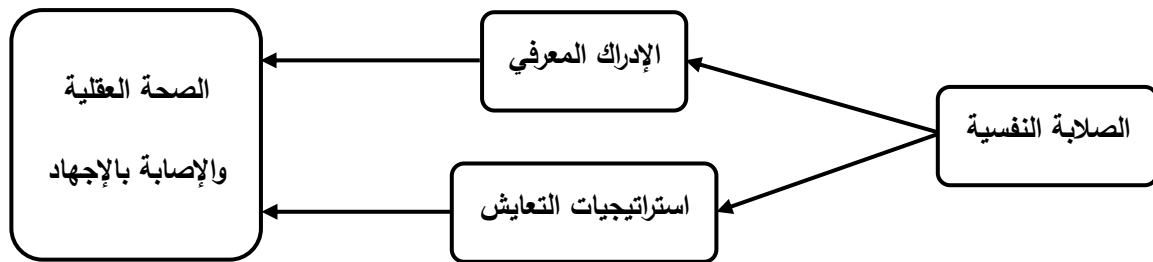 الصلابة النفسية
الإدراك المعرفي
استراتيجيات التعايش
الصحة العقلية
والإصابة بالإجهاد